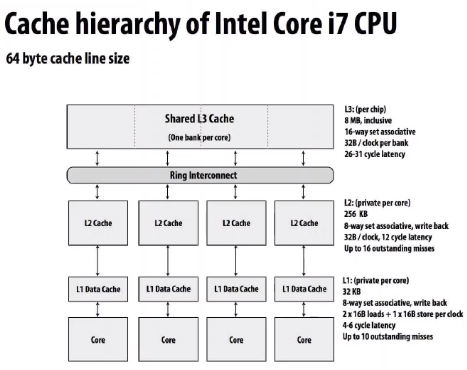 Cache hierarchy of Intel Core i7 CPU
64 byte cache line size
Shared L3 Cache
(One bank per core)
L3: (per chip)
8 MB, inclusive
16-way set associative
32B / clock per bank
26-31 cycle latency
Ring Interconnect
L2 Cache L2 Cache L2 Cache L2 Cache
L2: (private per core)
256 KB
8-way set associative, write back
32B / clock, 12 cycle latency
Up to 16 outstanding misses
L1 Data Cache L1 Data Cache L1 Data Cache L1 Data Cache
L1: (private per core)
32 KB
8-way set associative, write back
2 x 16B loads + 1 x 16B store per clock
4-6 cycle latency
Up to 10 outstanding misses
Core Core Core Core